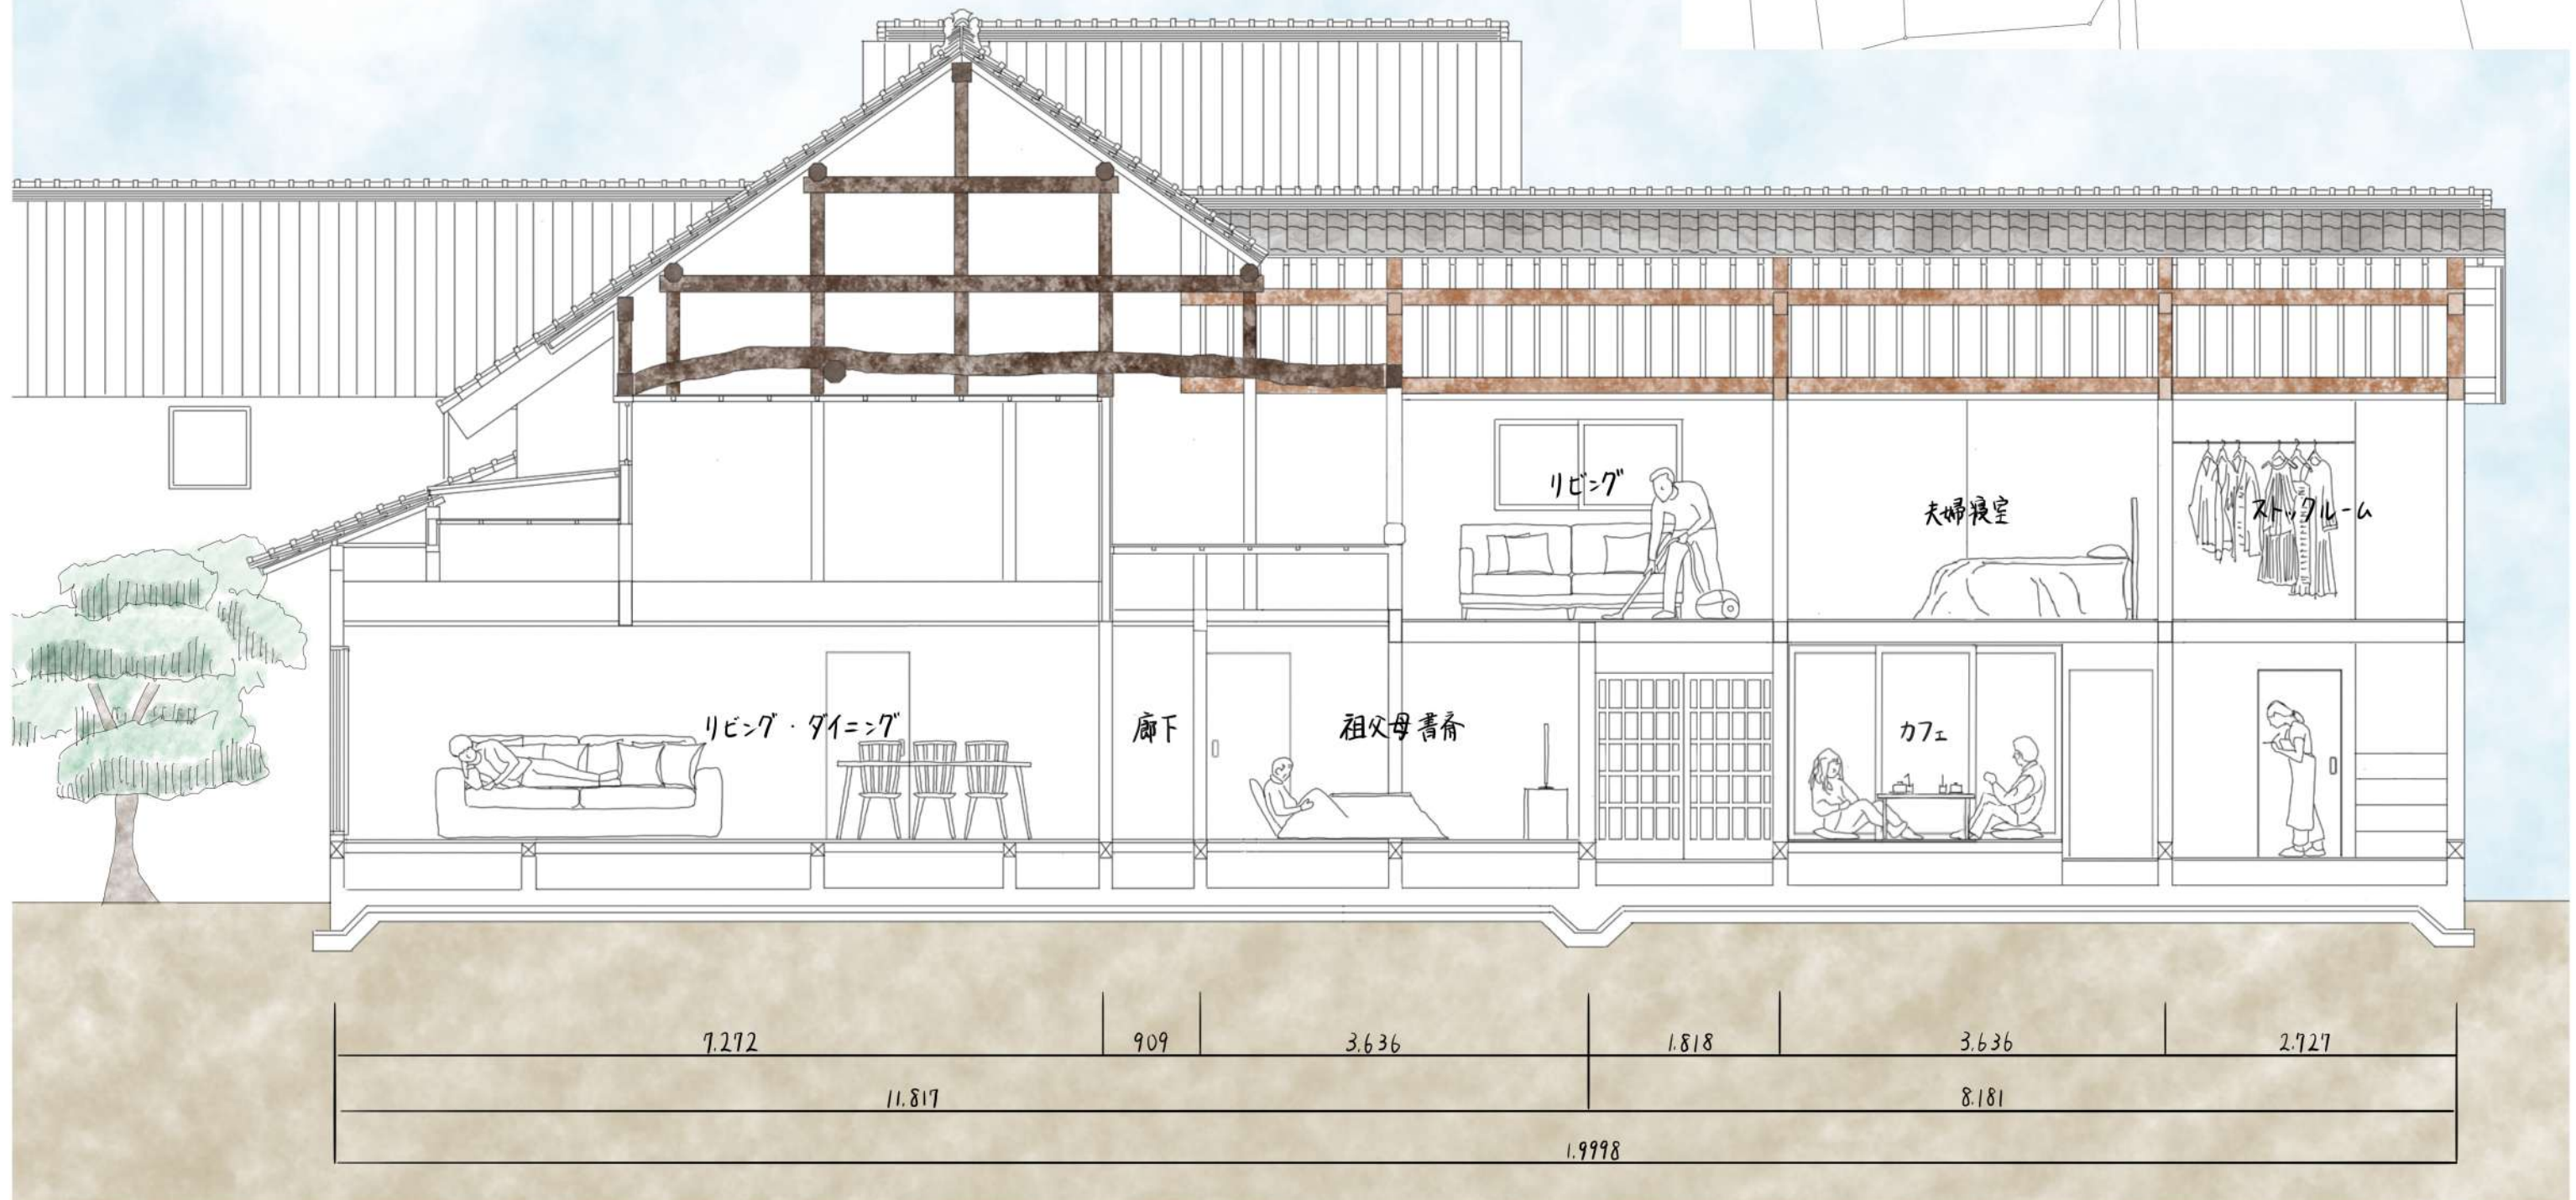 リビング
夫婦寝室
ストックルーム
リビング・ダイニング
廊下
祖父母書斎
カフェ
7.272
909
3.636
1.818
3.636
2.727
11.817
8.181
1.9998